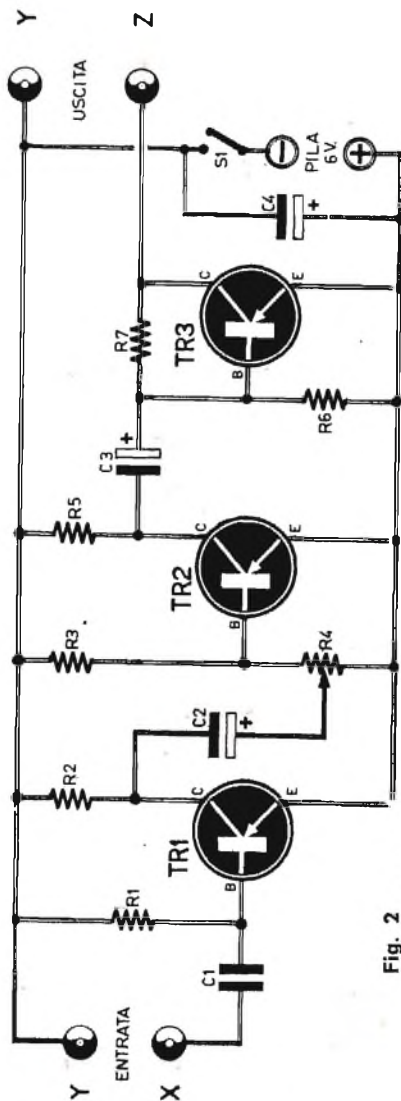 Y
ENTRATA
X
C1
R1
R2
TR1
B
C
E
C2
+
R3
R4
TR2
B
C
E
R5
C3
+
R7
R6
TR3
B
C
E
C4
+
S1
PILA
6V.
Y
USCITA
Z
Fig. 2